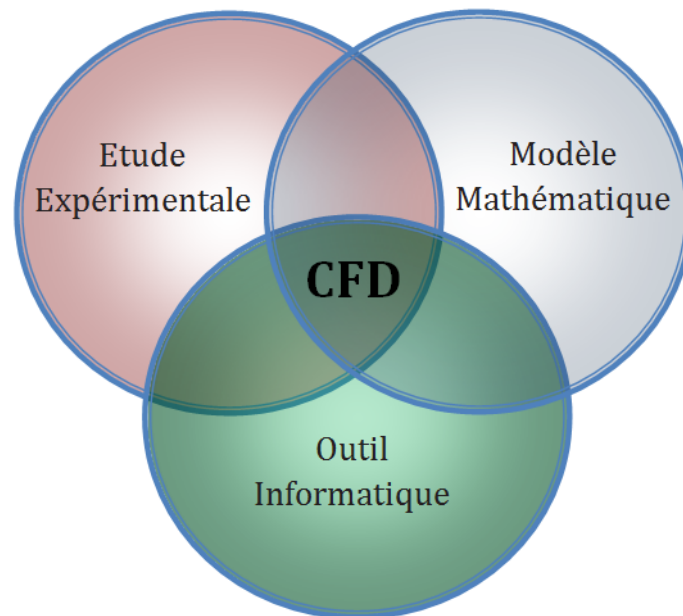 Etude
Expérimentale
Modèle
Mathématique
CFD
Outil
Informatique